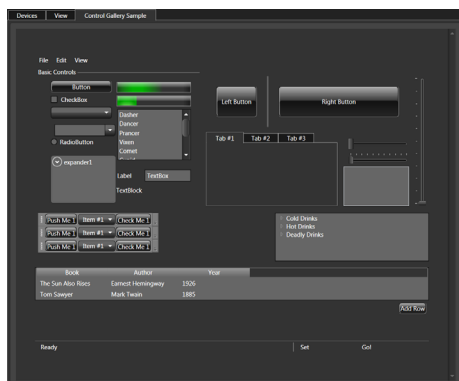 Devices View Control Gallery Sample
File Edit View
Basic Controls
Button
CheckBox
RadioButton
expander1
Dasher
Dancer
Prancer
Vixen
Comet
Label TextBox
TextBlock
Left Button Right Button
Tab #1 Tab #2 Tab #3
Push Me 1 Item #1 Check Me 1
Push Me 1 Item #1 Check Me 1
Push Me 1 Item #1 Check Me 1
Cold Drinks
Hot Drinks
Deadly Drinks
Book Author Year
The Sun Also Rises Earnest Hemingway 1926
Tom Sawyer Mark Twain 1885
Add Row
Ready Set Go!